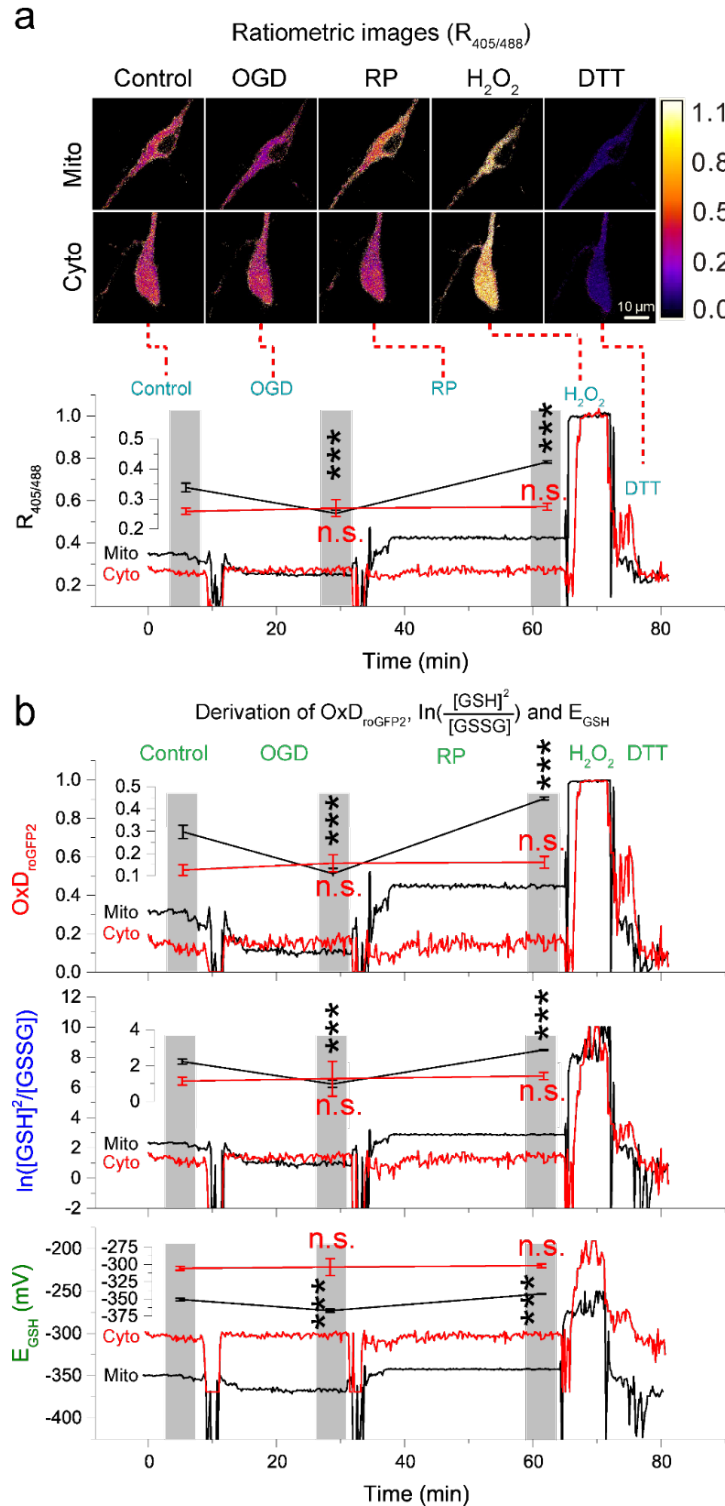 a
Ratiometric images (R405/488)
Control OGD RP H2O2 DTT
Mito
Cyto
10 µm
1.1
0.8
0.5
0.2
0.0
Control OGD RP H2O2 DTT
R405/488
1.0
0.8
0.6
0.4
0.2
0.5
0.4
0.3
0.2
*** ***
n.s. n.s.
Mito
Cyto
0 20 40 60 80
Time (min)
b
Derivation of OxDroGFP2, ln([GSH]2/[GSSG]) and EGSH
Control OGD RP H2O2 DTT
OxDroGFP2
1.0
0.8
0.6
0.4
0.2
0.0
0.5
0.4
0.3
0.2
0.1
*** ***
n.s. n.s.
Mito
Cyto
ln([GSH]2/[GSSG])
12
10
8
6
4
2
0
-2
4
2
0
*** ***
n.s. n.s.
Mito
Cyto
EGSH (mV)
-200
-250
-300
-350
-400
-275
-300
-325
-350
-375
n.s. n.s.
*** ***
Cyto
Mito
0 20 40 60 80
Time (min)